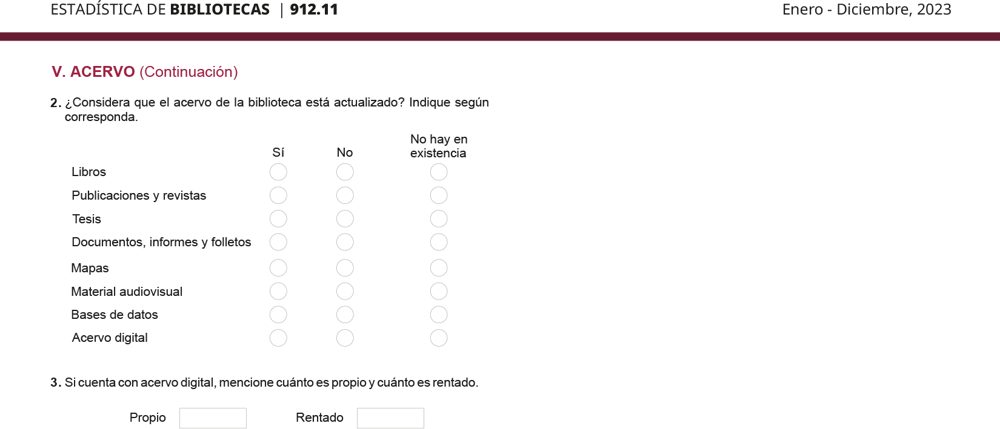 ESTADÍSTICA DE BIBLIOTECAS | 912.11
Enero - Diciembre, 2023
V. ACERVO (Continuación)
2. ¿Considera que el acervo de la biblioteca está actualizado? Indique según
corresponda.
Sí No No hay en
existencia
Libros
Publicaciones y revistas
Tesis
Documentos, informes y folletos
Mapas
Material audiovisual
Bases de datos
Acervo digital
3. Si cuenta con acervo digital, mencione cuánto es propio y cuánto es rentado.
Propio Rentado